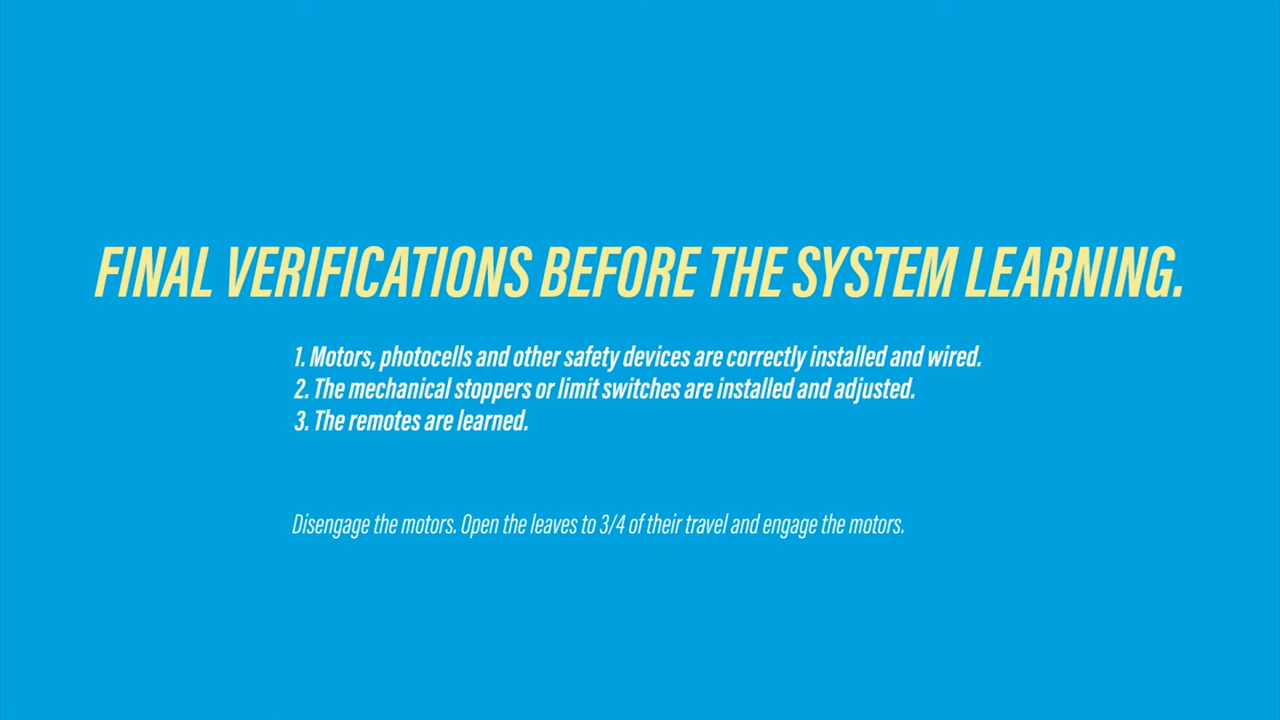 FINAL VERIFICATIONS BEFORE THE SYSTEM LEARNING.
1. Motors, photocells and other safety devices are correctly installed and wired.
2. The mechanical stoppers or limit switches are installed and adjusted.
3. The remotes are learned.
Disengage the motors. Open the leaves to 3/4 of their travel and engage the motors.